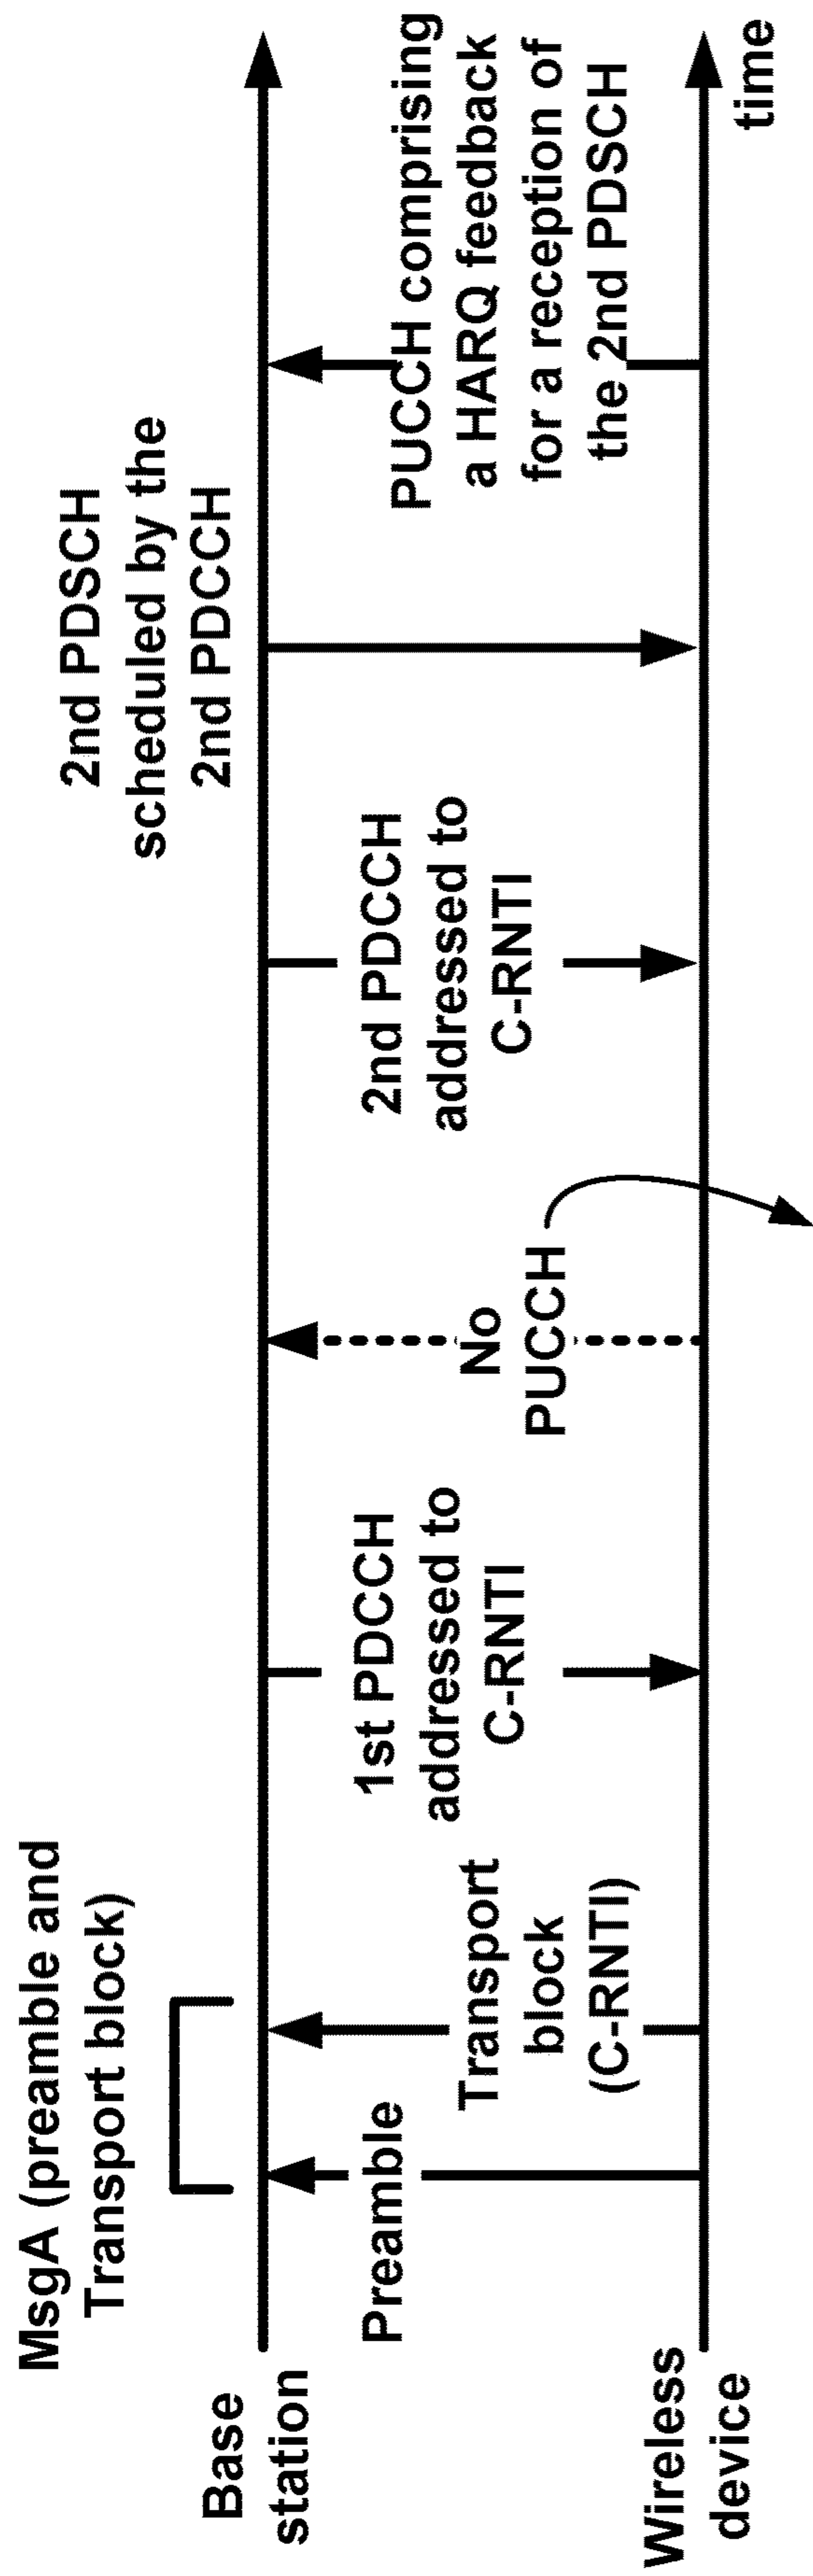 MsgA (preamble and
Transport block)
2nd PDSCH
scheduled by the
2nd PDCCH
Base
station
Preamble
Transport
block
(C-RNTI)
1st PDCCH
addressed to
C-RNTI
No
PUCCH
2nd PDCCH
addressed to
C-RNTI
PUCCH comprising
a HARQ feedback
for a reception of
the 2nd PDSCH
Wireless
device
time